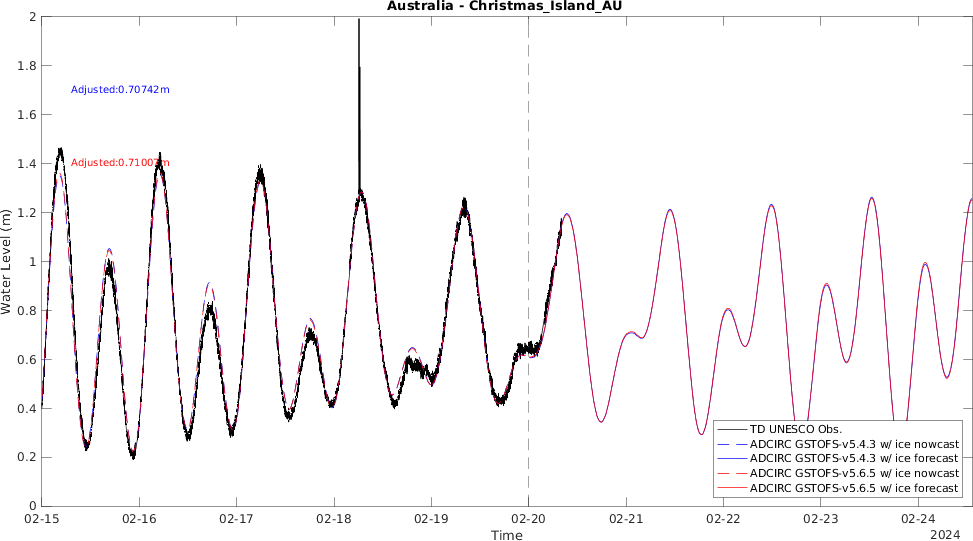 Australia - Christmas_Island_AU
2
1.8
1.6
1.4
1.2
1
0.8
0.6
0.4
0.2
0
Water Level (m)
Adjusted:0.70742m
TD UNESCO Obs.
ADCIRC GSTOFS-v5.4.3 w/ ice nowcast
ADCIRC GSTOFS-v5.4.3 w/ ice forecast
ADCIRC GSTOFS-v5.6.5 w/ ice nowcast
ADCIRC GSTOFS-v5.6.5 w/ ice forecast
02-15 02-16 02-17 02-18 02-19 02-20 02-21 02-22 02-23 02-24
Time
2024